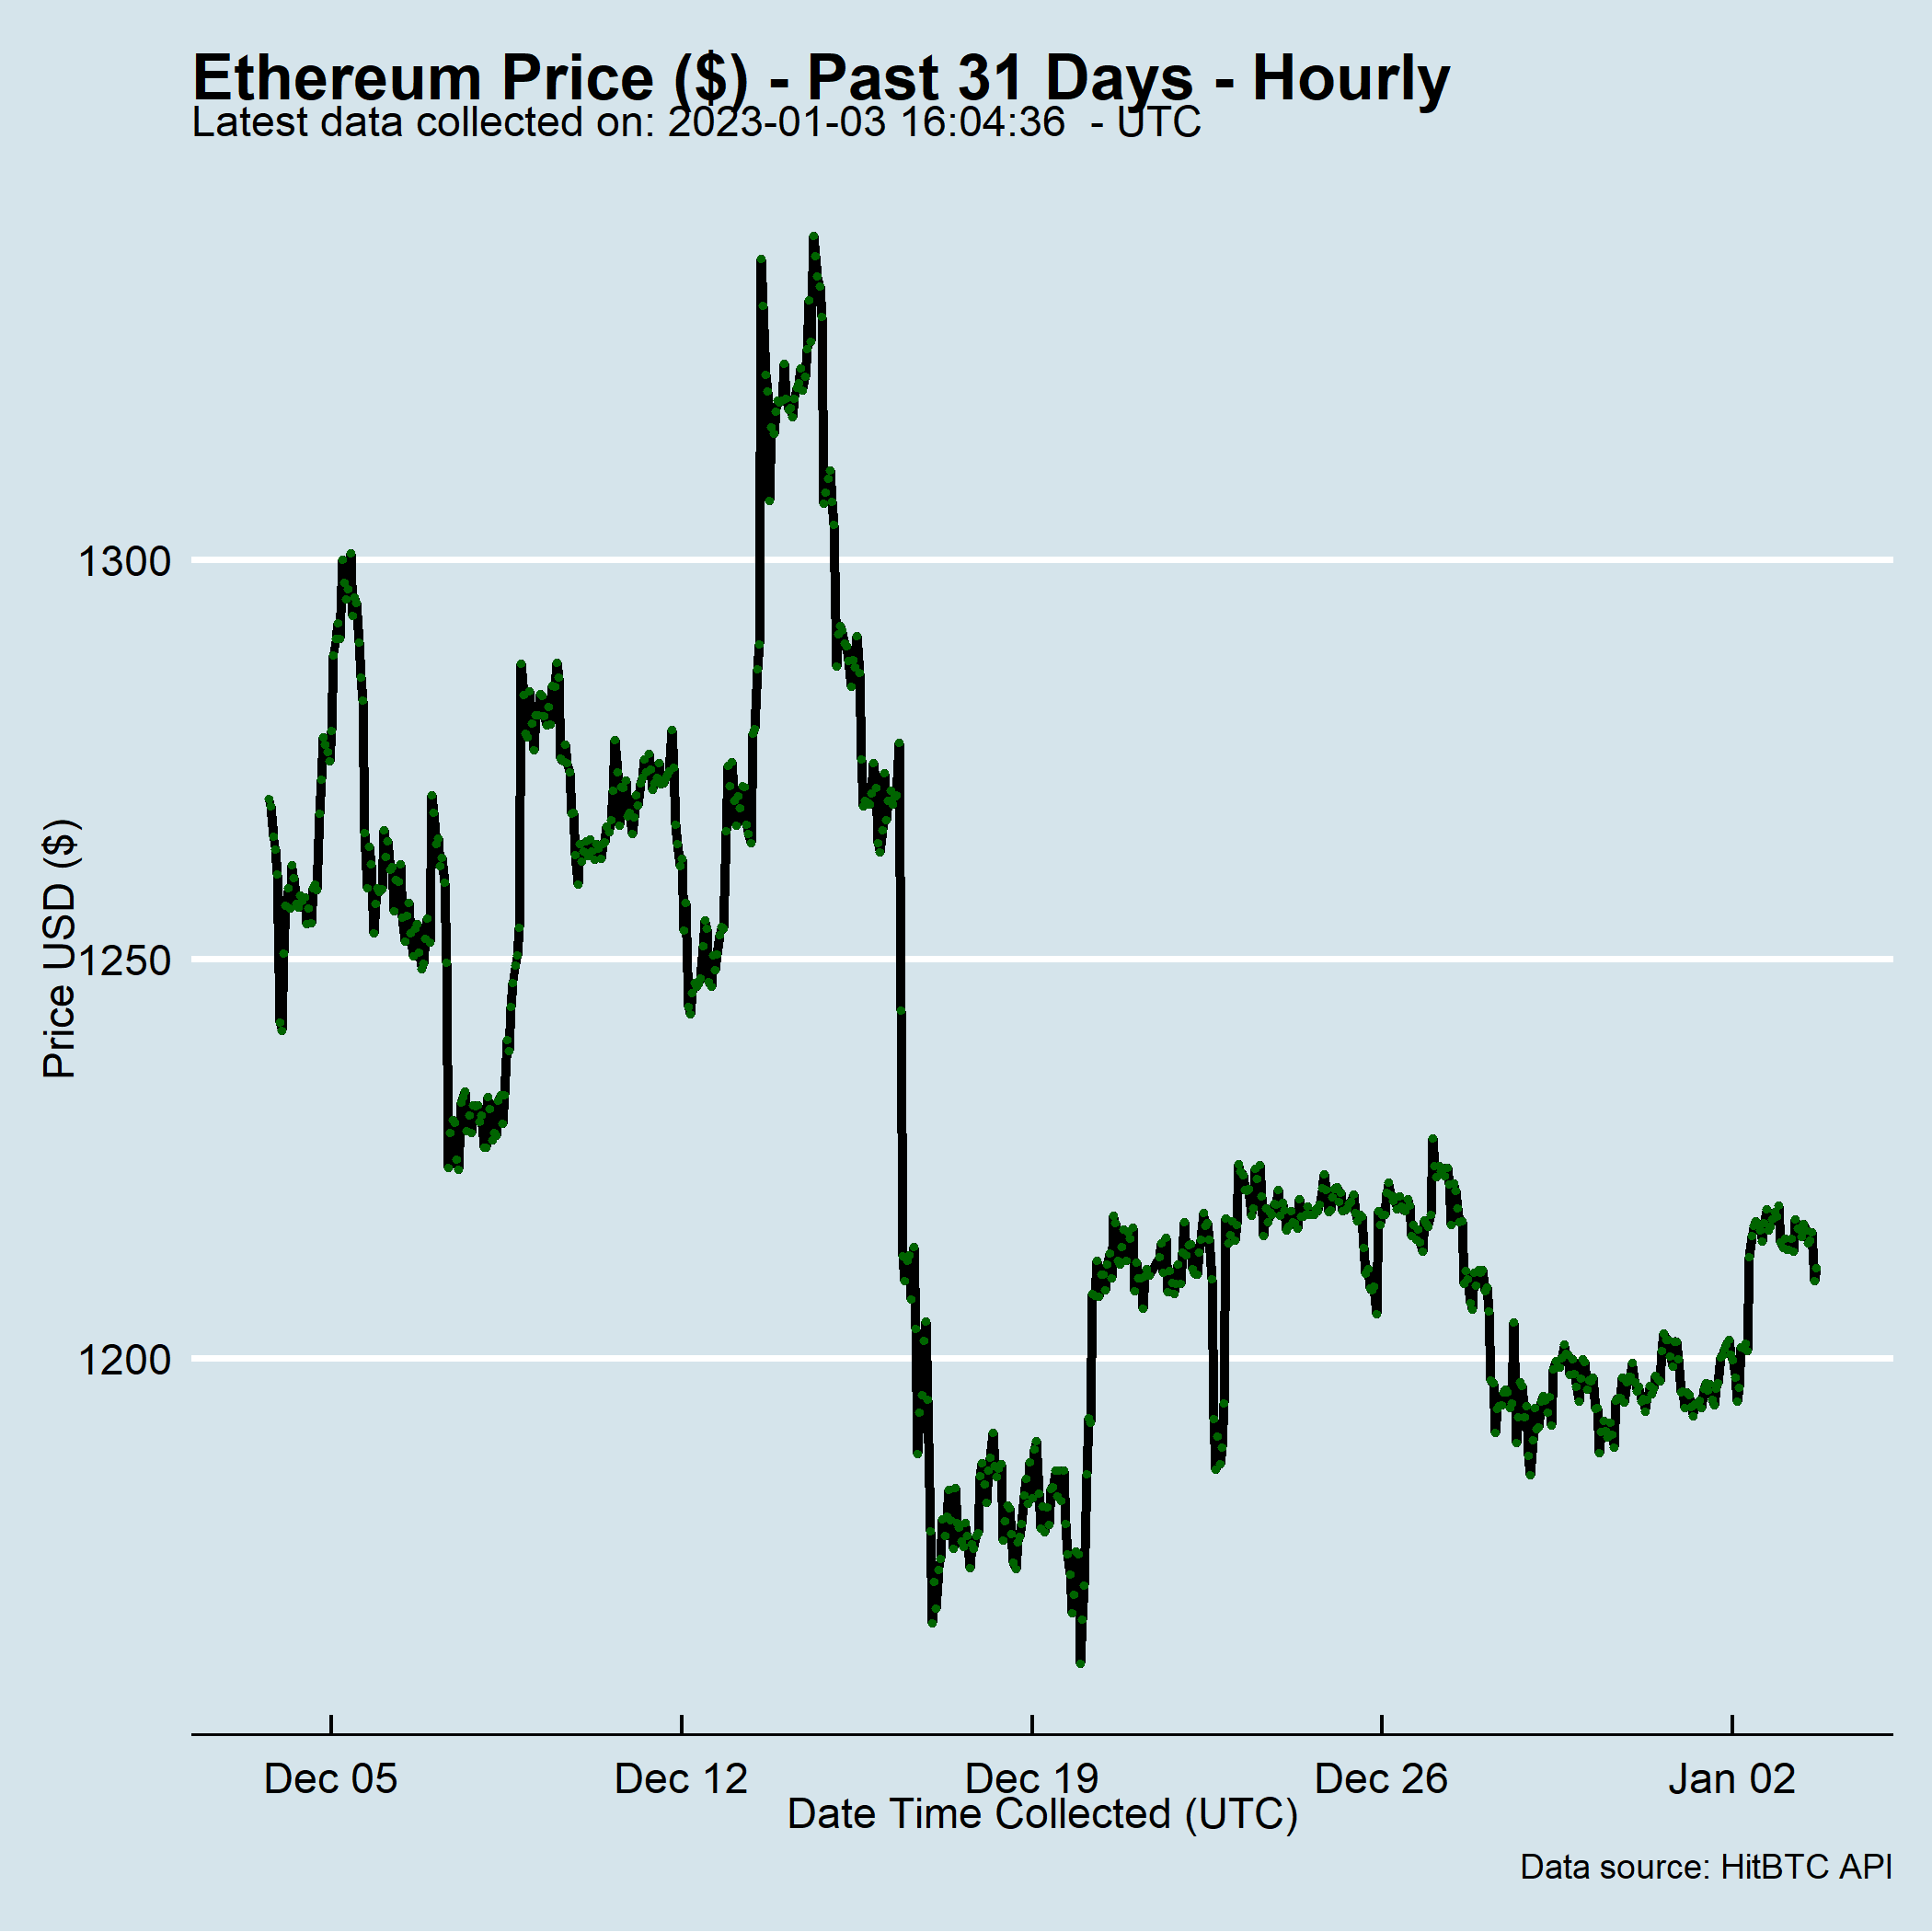 Ethereum Price ($) - Past 31 Days - Hourly
Latest data collected on: 2023-01-03 16:04:36  - UTC
Price USD ($)
1300
1250
1200
Dec 05
Dec 12
Dec 19
Dec 26
Jan 02
Date Time Collected (UTC)
Data source: HitBTC API